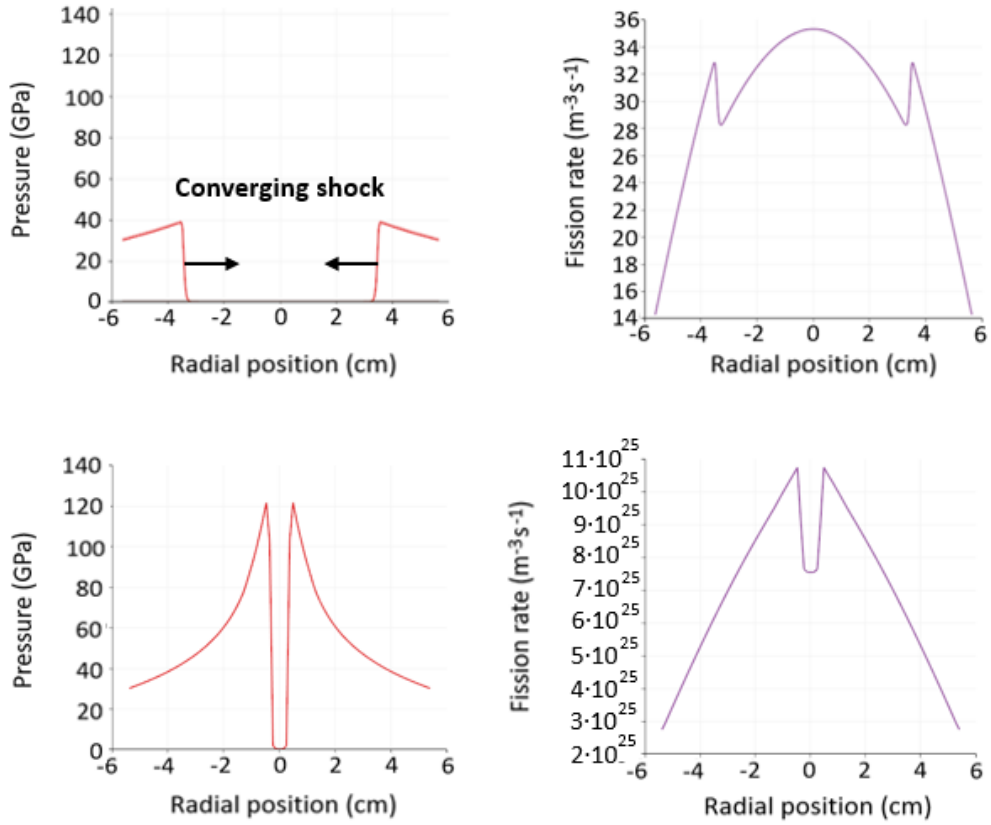 140
120
100
80
60
40
20
0
Pressure (GPa)
Converging shock
-6 -4 -2 0 2 4 6
Radial position (cm)
36
34
32
30
28
26
24
22
20
18
16
14
Fission rate (m⁻³s⁻¹)
-6 -4 -2 0 2 4 6
Radial position (cm)
140
120
100
80
60
40
20
0
Pressure (GPa)
-6 -4 -2 0 2 4 6
Radial position (cm)
11·10²⁵
10·10²⁵
9·10²⁵
8·10²⁵
7·10²⁵
6·10²⁵
5·10²⁵
4·10²⁵
3·10²⁵
2·10²⁵
Fission rate (m⁻³s⁻¹)
-6 -4 -2 0 2 4 6
Radial position (cm)